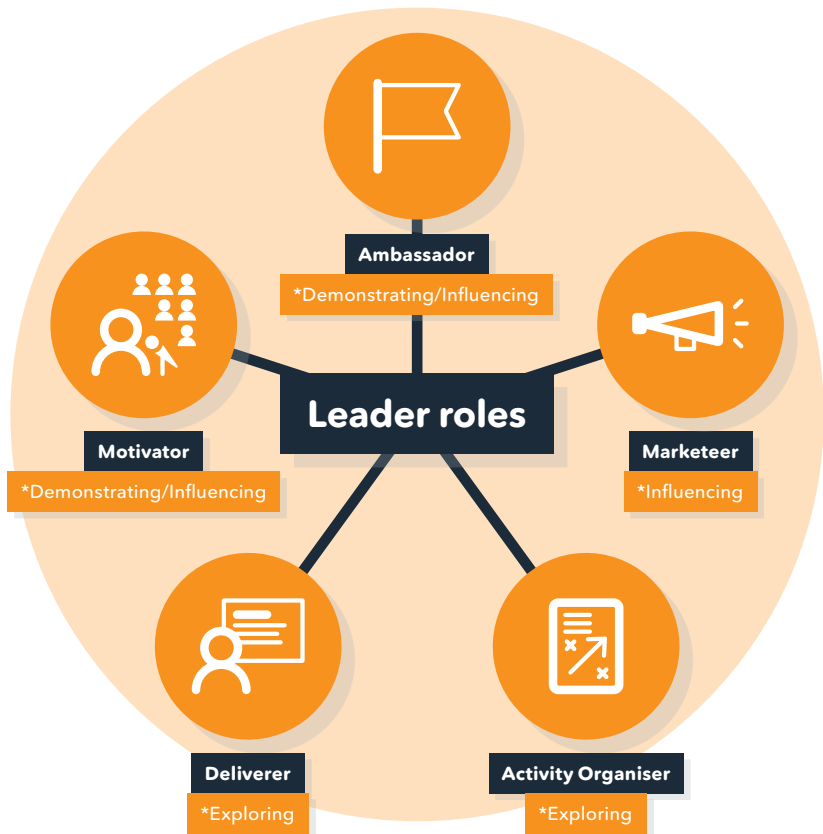 Ambassador
*Demonstrating/Influencing
Leader roles
Motivator
*Demonstrating/Influencing
Marketeer
*Influencing
Deliverer
*Exploring
Activity Organiser
*Exploring